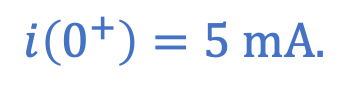 i(0⁺) = 5 mA.